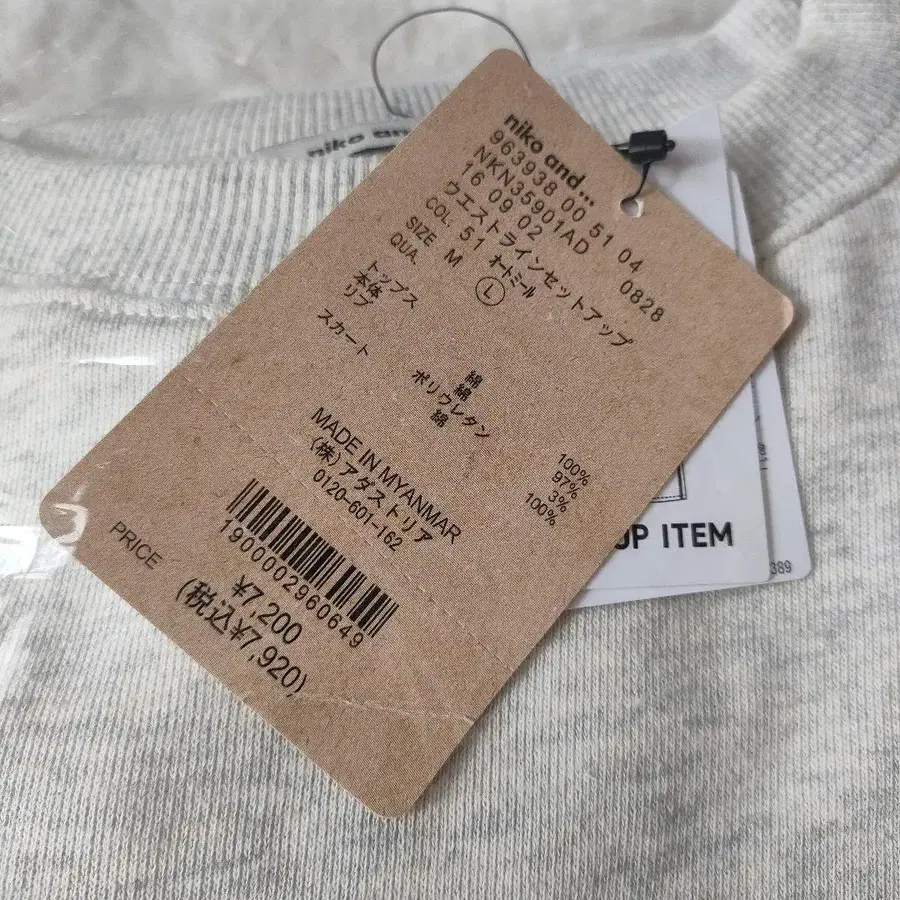 niko and...
niko and...
963938 00 51 04
NKN35901AD 0828
16 09 02
ウエストラインセットアップ
COL. 51 オートミール
SIZE M Ⓛ
QUA.
トップス
本体 綿 100%
リブ 綿 97%
ポリウレタン 3%
スカート 綿 100%
MADE IN MYANMAR
(株)アダストリア
0120-601-162
1900002960649
PRICE ¥7,200
(税込¥7,920)
UP ITEM
389